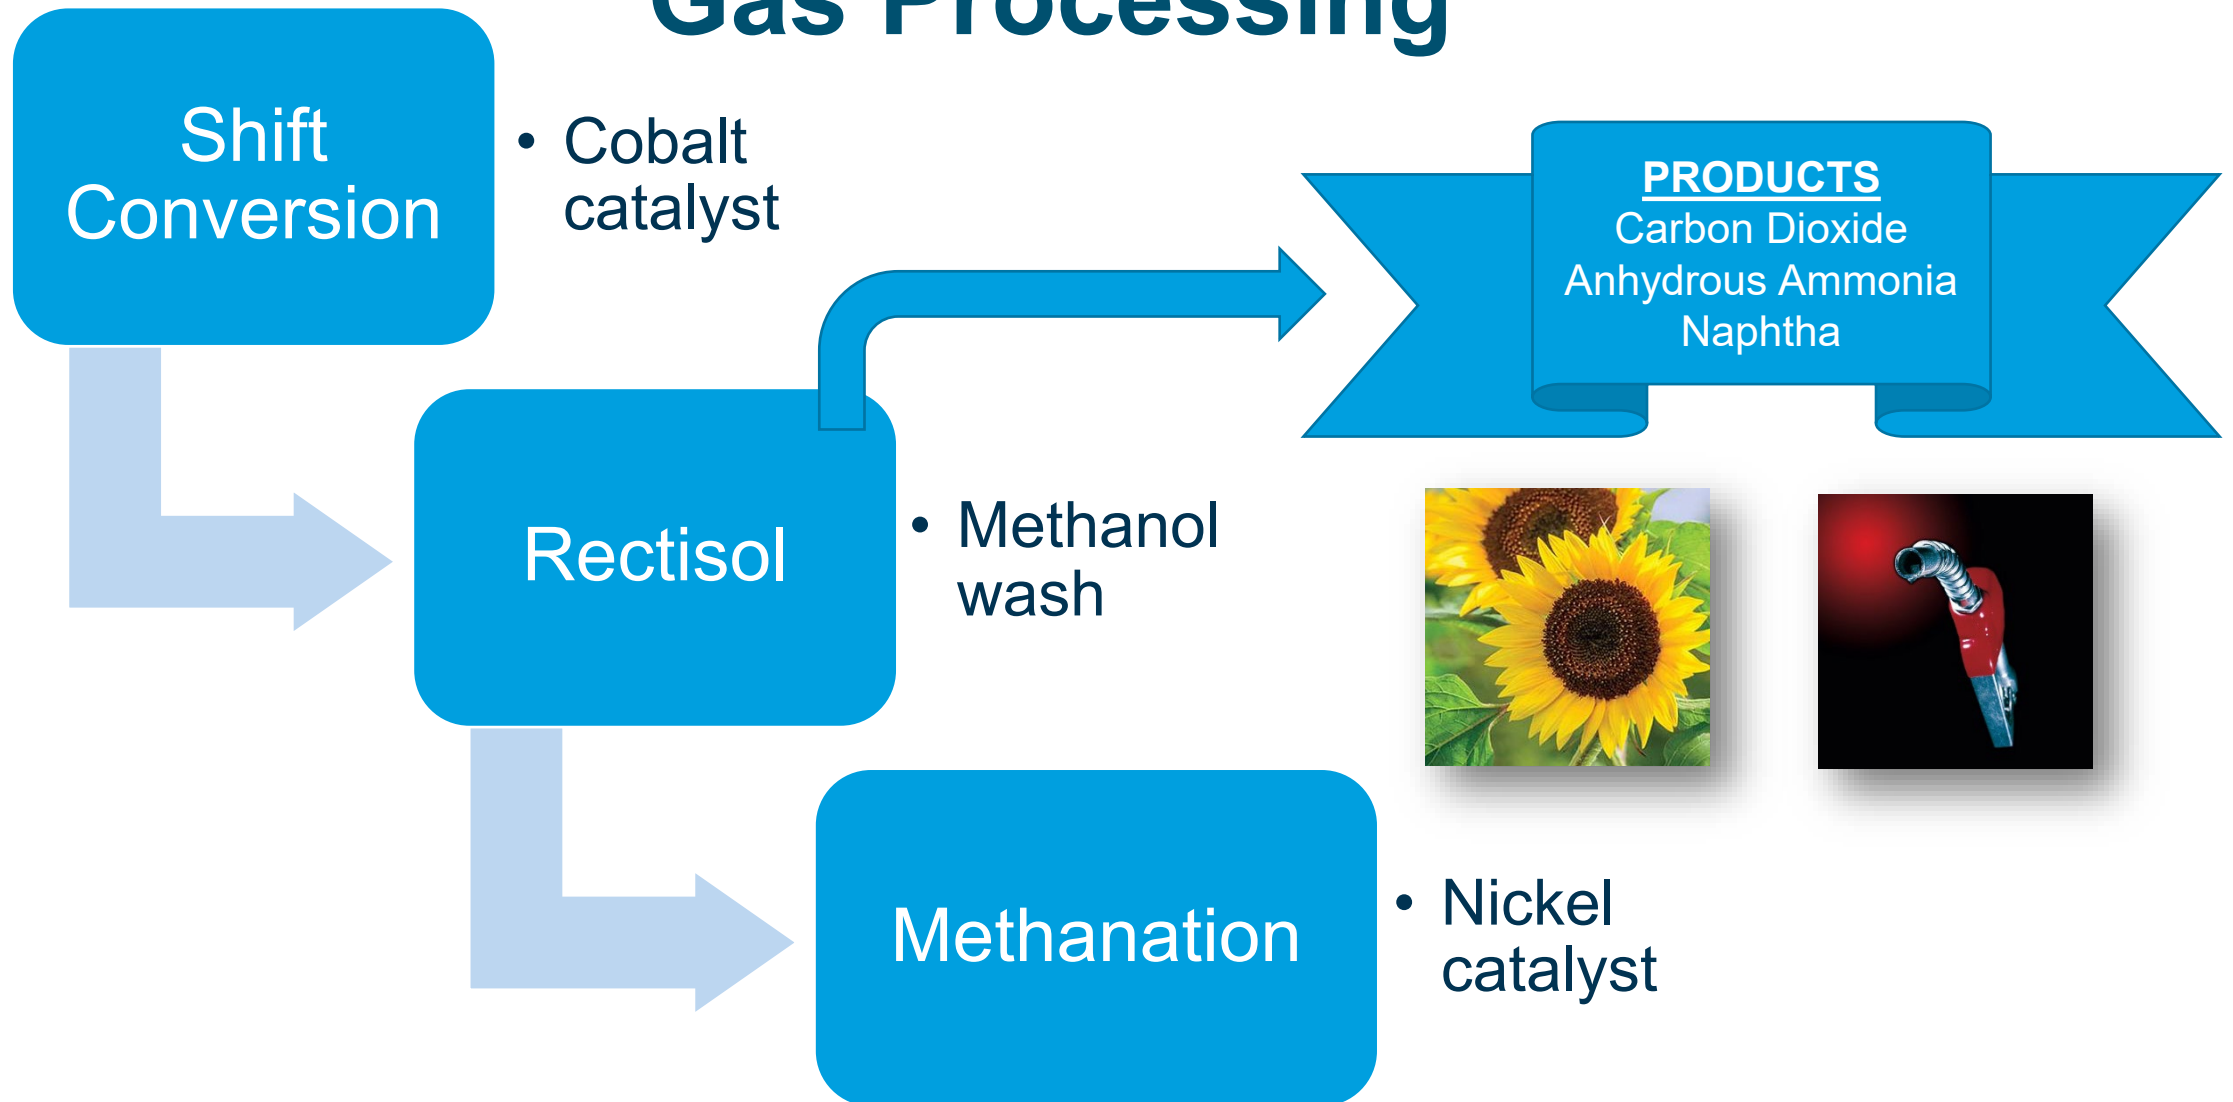 Gas Processing
Shift
Conversion
• Cobalt
catalyst
PRODUCTS
Carbon Dioxide
Anhydrous Ammonia
Naphtha
Rectisol
• Methanol
wash
Methanation
• Nickel
catalyst